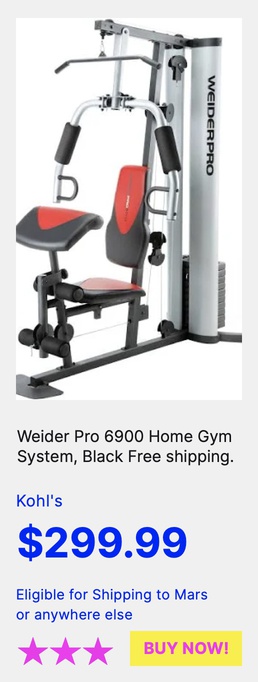 WEIDERPRO
Weider Pro 6900 Home Gym
System, Black Free shipping.
Kohl's
$299.99
Eligible for Shipping to Mars
or anywhere else
BUY NOW!